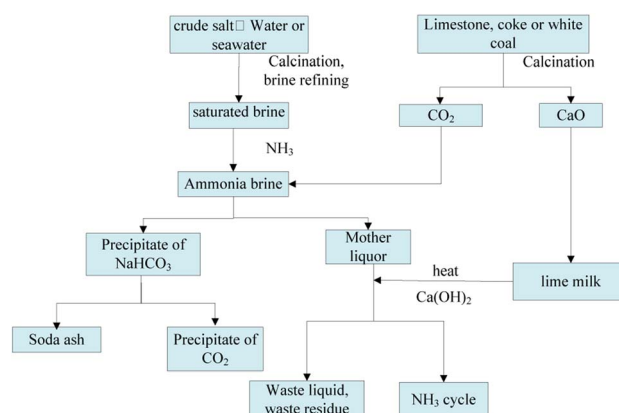 crude salt□ Water or
seawater
Limestone, coke or white
coal
Calcination,
brine refining
Calcination
saturated brine
CO₂
CaO
NH₃
Ammonia brine
Precipitate of
NaHCO₃
Mother
liquor
heat
Ca(OH)₂
lime milk
Soda ash
Precipitate of
CO₂
Waste liquid,
waste residue
NH₃ cycle